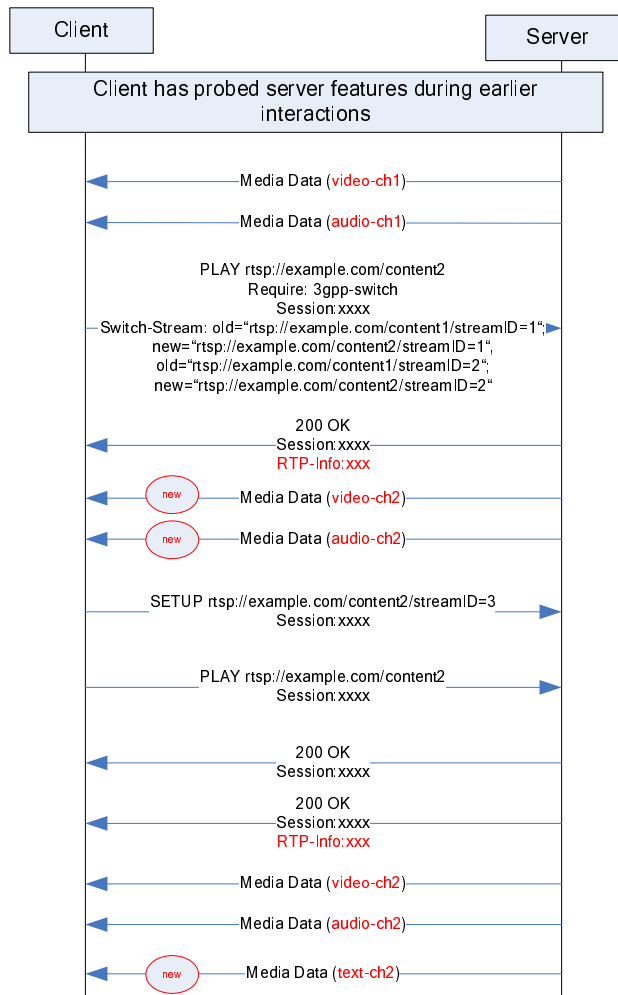 Client
Server
Client has probed server features during earlier
interactions
Media Data (video-ch1)
Media Data (audio-ch1)
PLAY rtsp://example.com/content2
Require: 3gpp-switch
Session:xxxx
Switch-Stream: old=“rtsp://example.com/content1/streamID=1“;
new=“rtsp://example.com/content2/streamID=1“,
old=“rtsp://example.com/content1/streamID=2“;
new=“rtsp://example.com/content2/streamID=2“
200 OK
Session:xxxx
RTP-Info:xxx
new
Media Data (video-ch2)
new
Media Data (audio-ch2)
SETUP rtsp://example.com/content2/streamID=3
Session:xxxx
PLAY rtsp://example.com/content2
Session:xxxx
200 OK
Session:xxxx
200 OK
Session:xxxx
RTP-Info:xxx
Media Data (video-ch2)
Media Data (audio-ch2)
new
Media Data (text-ch2)